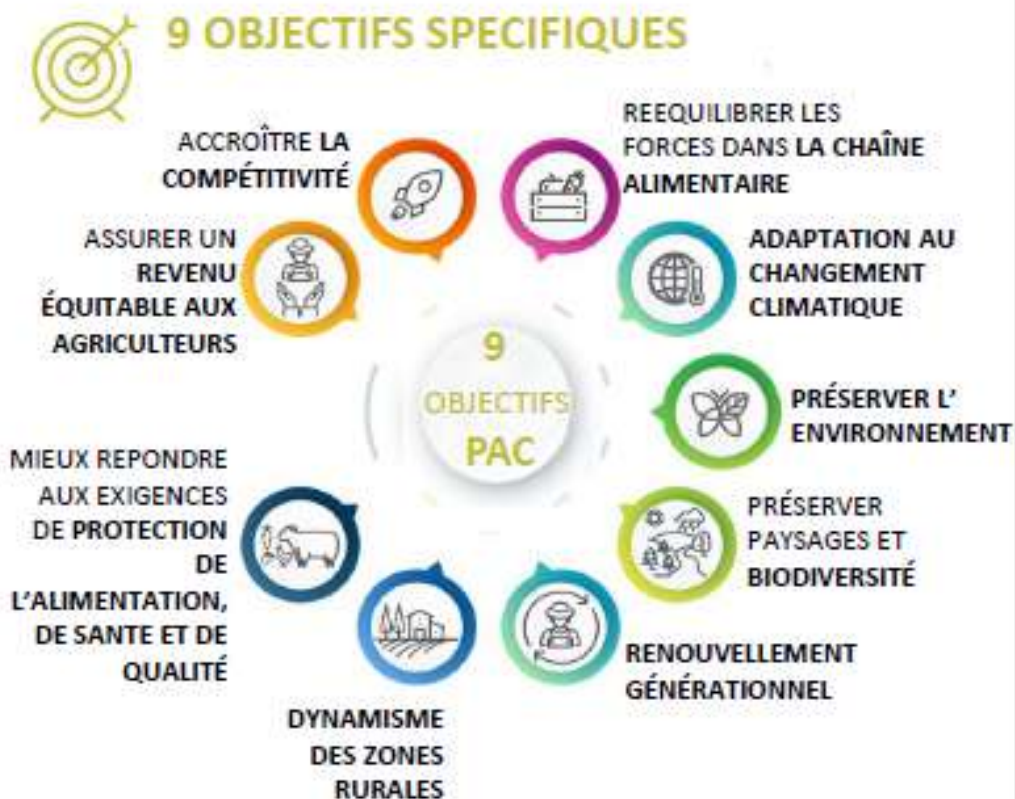 9 OBJECTIFS SPECIFIQUES
ACCROÎTRE LA
COMPÉTITIVITÉ
REEQUILIBRER LES
FORCES DANS LA CHAÎNE
ALIMENTAIRE
ASSURER UN
REVENU
ÉQUITABLE AUX
AGRICULTEURS
ADAPTATION AU
CHANGEMENT
CLIMATIQUE
9
OBJECTIFS
PAC
PRÉSERVER L'
ENVIRONNEMENT
MIEUX REPONDRE
AUX EXIGENCES
DE PROTECTION
DE
L'ALIMENTATION,
DE SANTE ET DE
QUALITÉ
PRÉSERVER
PAYSAGES ET
BIODIVERSITÉ
RENOUVELLEMENT
GÉNÉRATIONNEL
DYNAMISME
DES ZONES
RURALES